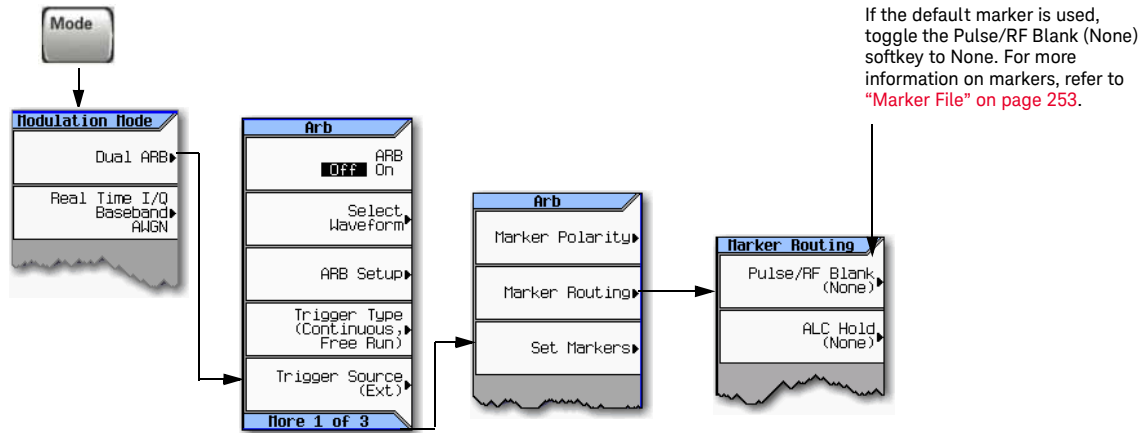 Mode
If the default marker is used,
toggle the Pulse/RF Blank (None)
softkey to None. For more
information on markers, refer to
“Marker File” on page 253.
Modulation Mode
Dual ARB
Real Time I/Q
Baseband
AWGN
Arb
ARB
Off On
Select
Waveform
ARB Setup
Trigger Type
(Continuous,
Free Run)
Trigger Source
(Ext)
More 1 of 3
Arb
Marker Polarity
Marker Routing
Set Markers
Marker Routing
Pulse/RF Blank
(None)
ALC Hold
(None)